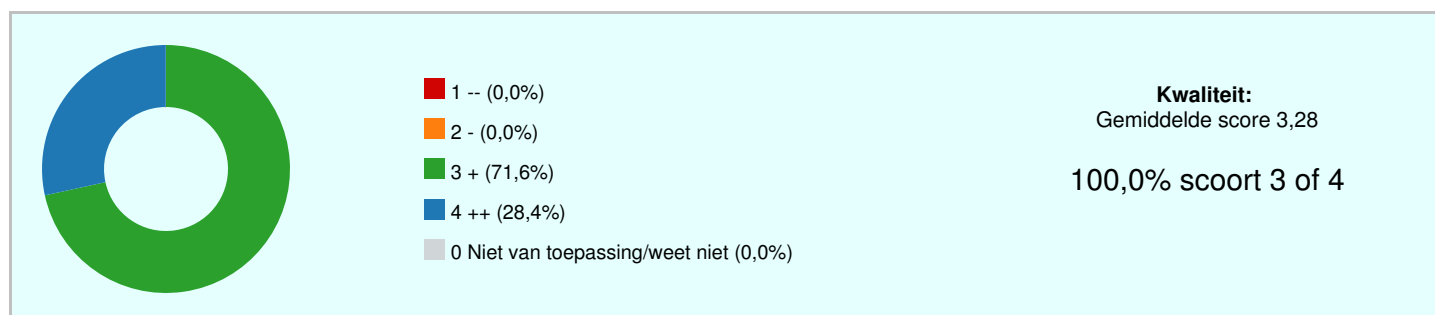 1 -- (0,0%)
2 - (0,0%)
3 + (71,6%)
4 ++ (28,4%)
0 Niet van toepassing/weet niet (0,0%)
Kwaliteit:
Gemiddelde score 3,28
100,0% scoort 3 of 4